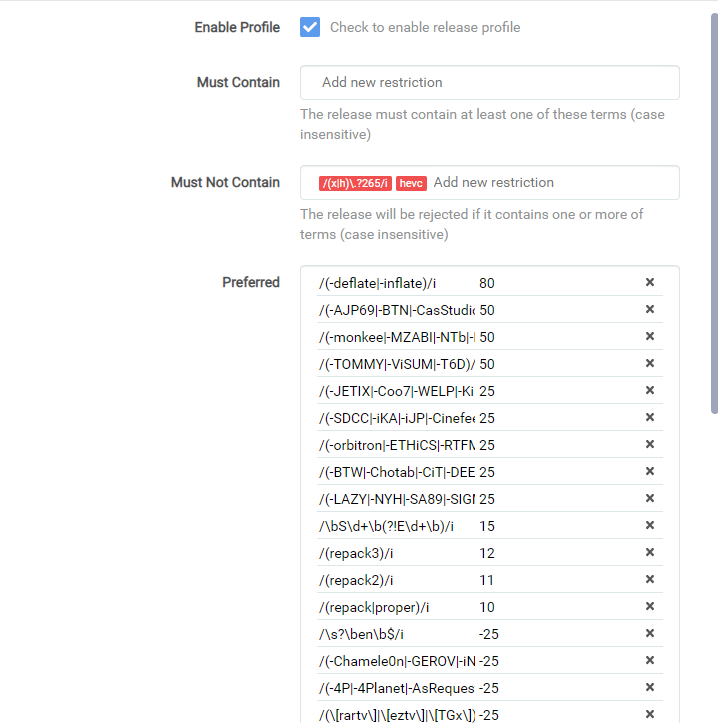 Enable Profile Check to enable release profile
Must Contain Add new restriction
The release must contain at least one of these terms (case
insensitive)
Must Not Contain /(x|h)\.?265/i hevc Add new restriction
The release will be rejected if it contains one or more of
terms (case insensitive)
Preferred /(-deflate|-inflate)/i 80
/(-AJP69|-BTN|-CasStudio 50
/(-monkee|-MZABI|-NTb|- 50
/(-TOMMY|-ViSUM|-T6D)/ 50
/(-JETIX|-Coo7|-WELP|-Ki 25
/(-SDCC|-iKA|-iJP|-Cinefee 25
/(-orbitron|-ETHiCS|-RTFM 25
/(-BTW|-Chotab|-CiT|-DEE 25
/(-LAZY|-NYH|-SA89|-SIGN 25
/\bS\d+\b(?!E\d+\b)/i 15
/(repack3)/i 12
/(repack2)/i 11
/(repack|proper)/i 10
/\s?\ben\b$/i -25
/(-Chamele0n|-GEROV|-iN -25
/(-4P|-4Planet|-AsReques -25
/(\[rartv\]|\[eztv\]|\[TGx\]) -25